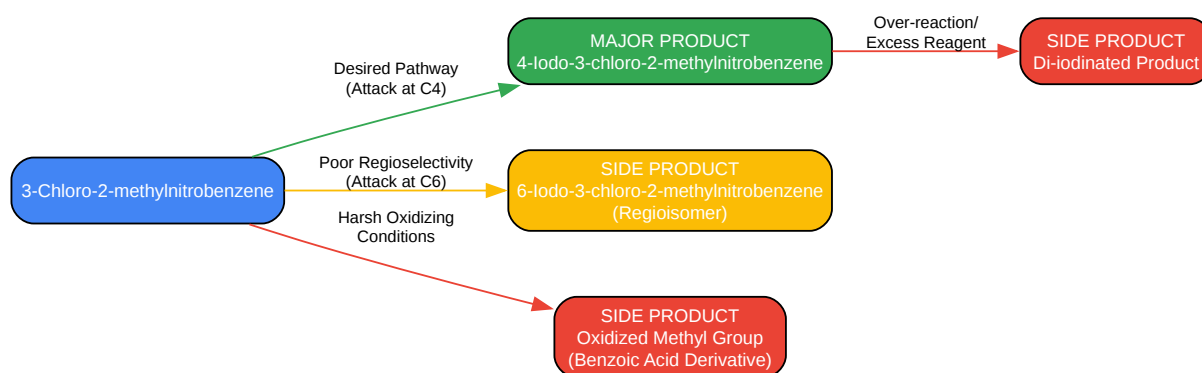 MAJOR PRODUCT
4-Iodo-3-chloro-2-methylnitrobenzene
Over-reaction/
Excess Reagent
SIDE PRODUCT
Di-iodinated Product
Desired Pathway
(Attack at C4)
3-Chloro-2-methylnitrobenzene
Poor Regioselectivity
(Attack at C6)
SIDE PRODUCT
6-Iodo-3-chloro-2-methylnitrobenzene
(Regioisomer)
Harsh Oxidizing
Conditions
SIDE PRODUCT
Oxidized Methyl Group
(Benzoic Acid Derivative)